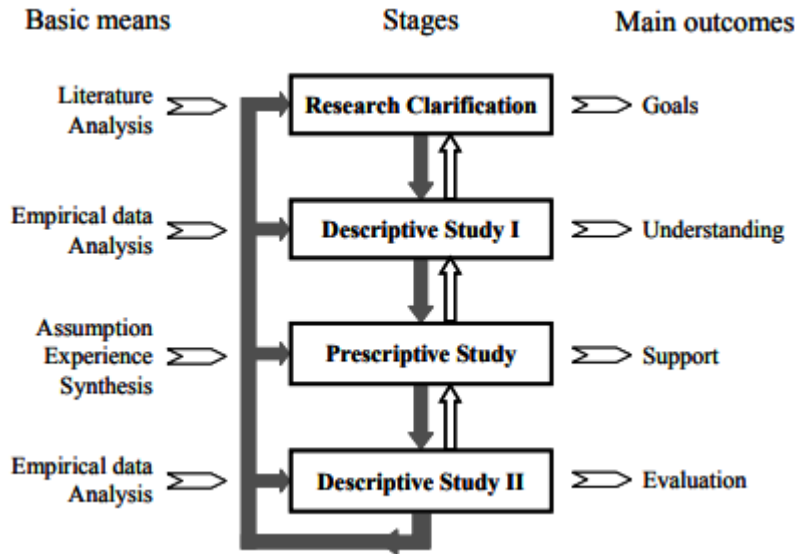 Basic means
Stages
Main outcomes
Literature
Analysis
Research Clarification
Goals
Empirical data
Analysis
Descriptive Study I
Understanding
Assumption
Experience
Synthesis
Prescriptive Study
Support
Empirical data
Analysis
Descriptive Study II
Evaluation